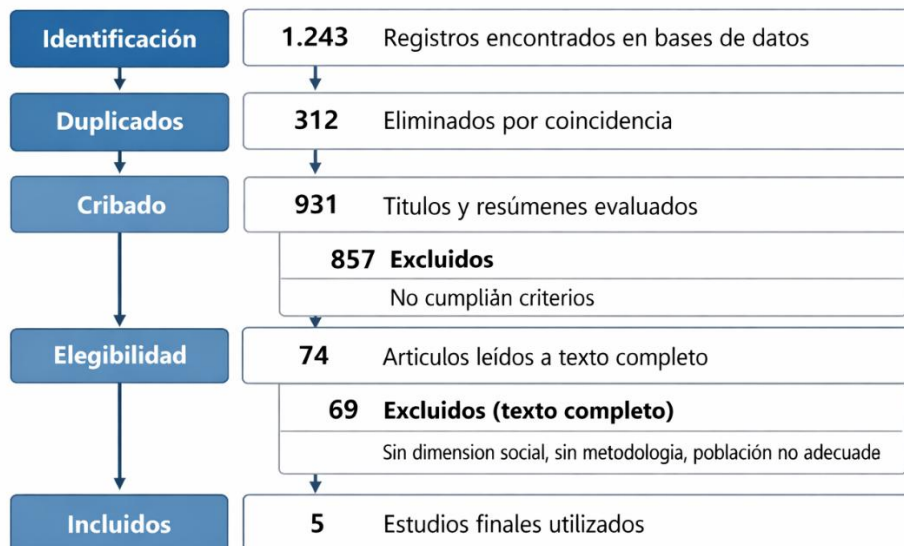 Identificación
1.243 Registros encontrados en bases de datos
Duplicados
312 Eliminados por coincidencia
Cribado
931 Titulos y resúmenes evaluados
857 Excluidos
No cumplián criterios
Elegibilidad
74 Articulos leídos a texto completo
69 Excluidos (texto completo)
Sin dimension social, sin metodologia, población no adecuade
Incluidos
5 Estudios finales utilizados